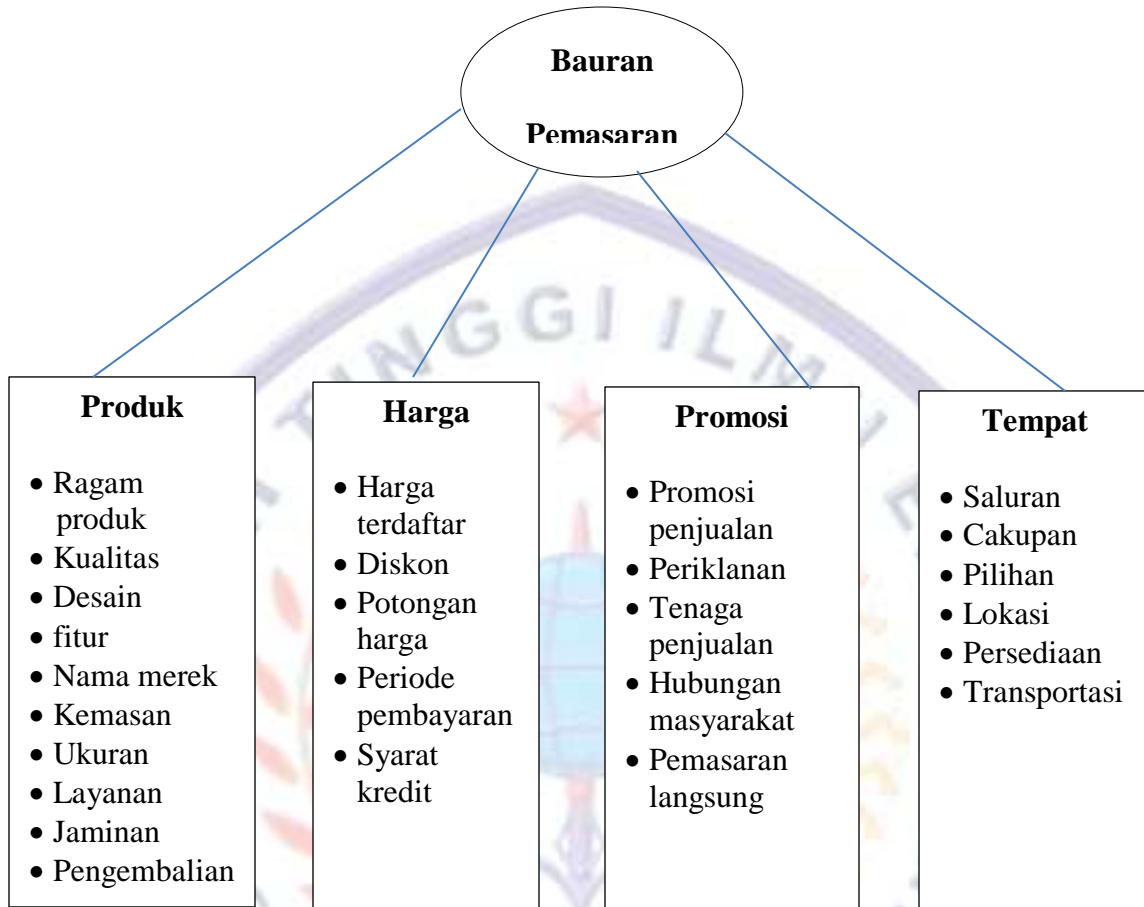 Bauran
Pemasaran
TINGGI ILMU E
Produk
• Ragam
produk
• Kualitas
• Desain
• fitur
• Nama merek
• Kemasan
• Ukuran
• Layanan
• Jaminan
• Pengembalian
Harga
• Harga
terdaftar
• Diskon
• Potongan
harga
• Periode
pembayaran
• Syarat
kredit
Promosi
• Promosi
penjualan
• Periklanan
• Tenaga
penjualan
• Hubungan
masyarakat
• Pemasaran
langsung
Tempat
• Saluran
• Cakupan
• Pilihan
• Lokasi
• Persediaan
• Transportasi